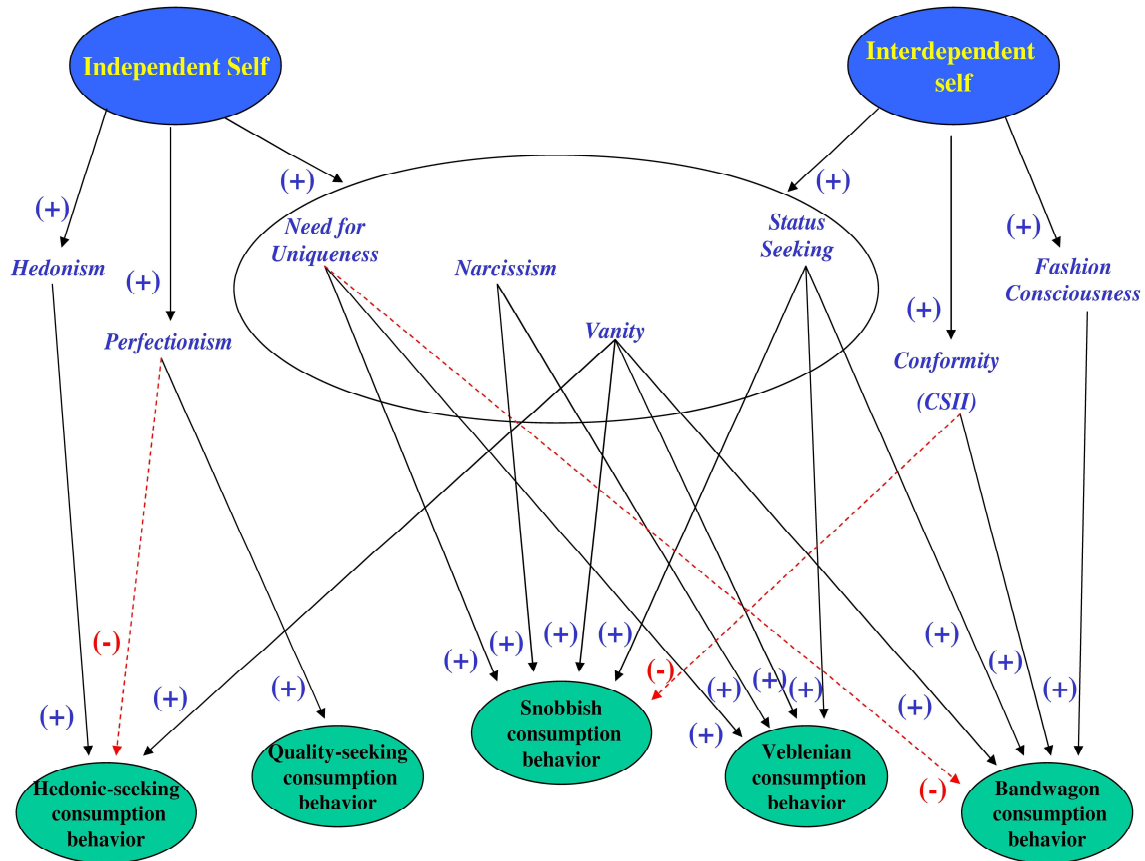 Independent Self
Interdependent
self
(+)
(+)
(+)
(+)
(+)
(+)
Hedonism
Need for
Uniqueness
Narcissism
Status
Seeking
Fashion
Consciousness
(+)
Perfectionism
Vanity
Conformity
(CSII)
(-)
(+)
(+)
(+)
(+)
(+)
(+)
(+)
(+)
(-)
(+)
(+)
(+)
(+)
(+)
(+)
(+)
(+)
(-)
Hedonic-seeking
consumption
behavior
Quality-seeking
consumption
behavior
Snobbish
consumption
behavior
Veblenian
consumption
behavior
Bandwagon
consumption
behavior